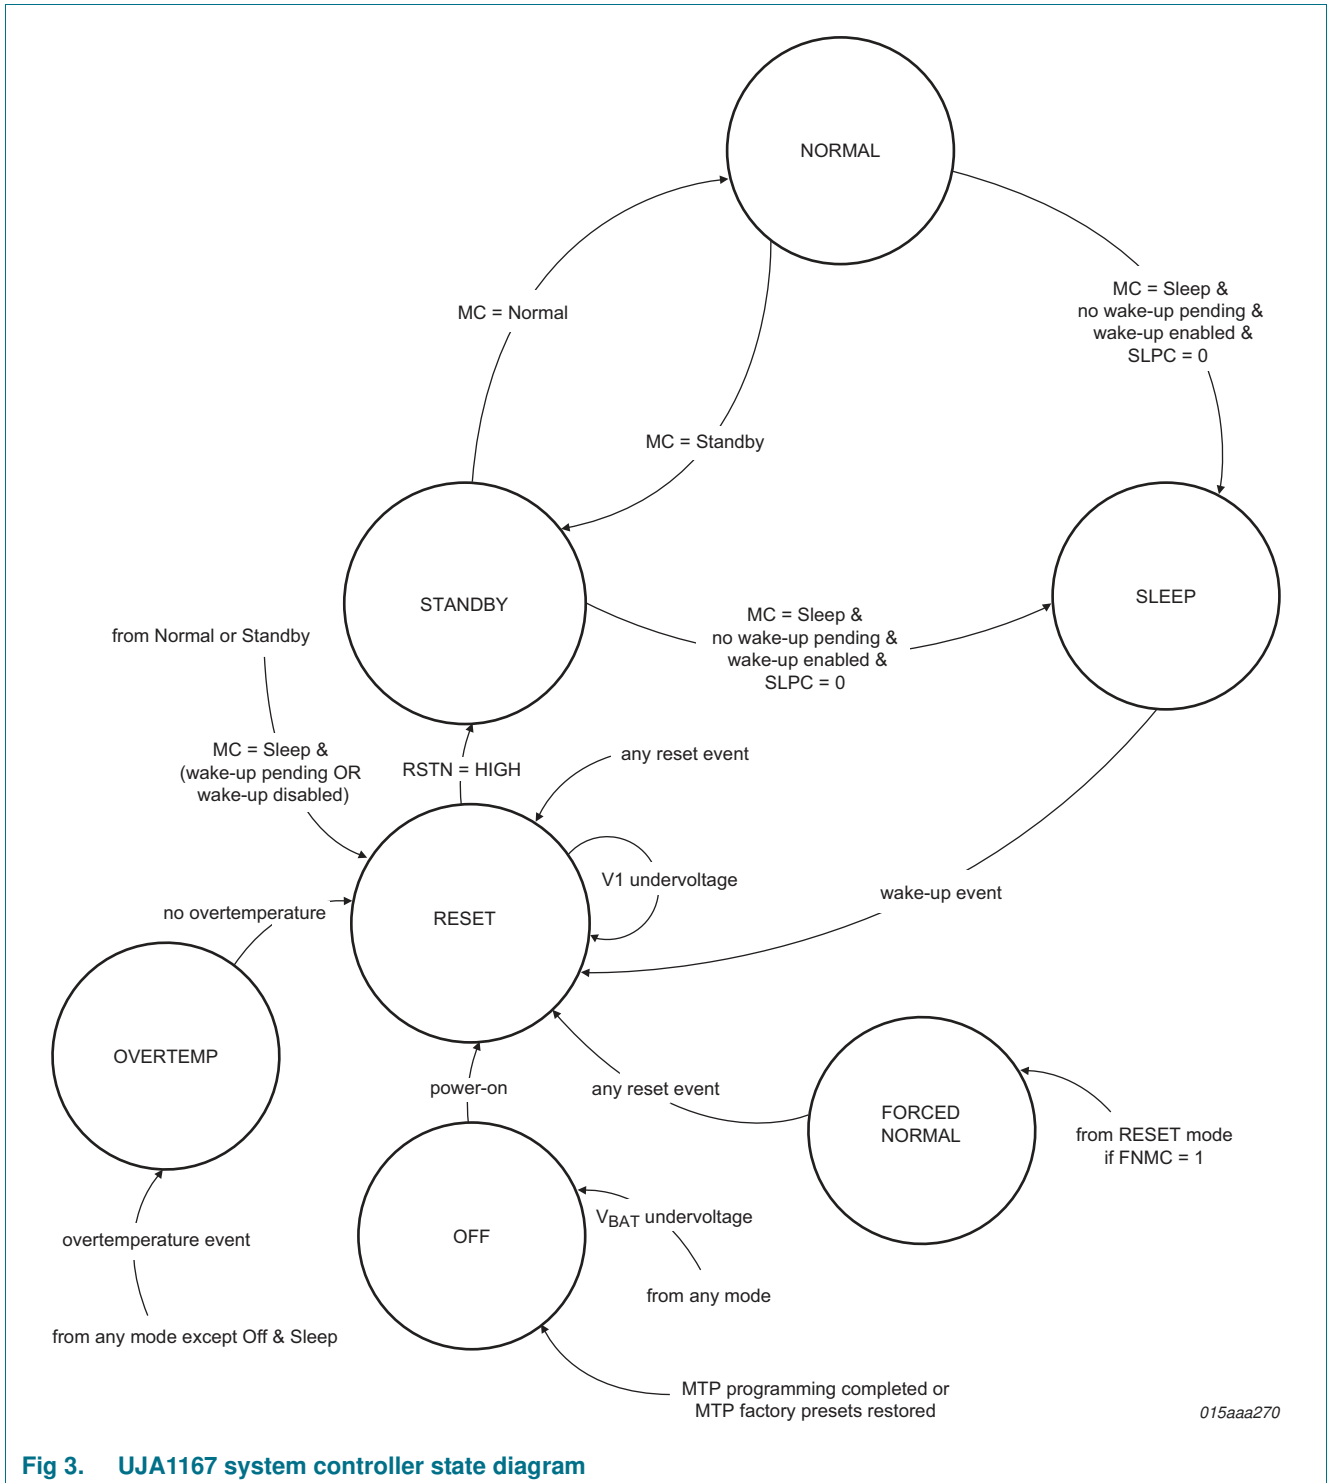 NORMAL
MC = Sleep &
no wake-up pending &
wake-up enabled &
SLPC = 0
MC = Normal
MC = Standby
STANDBY
SLEEP
MC = Sleep &
no wake-up pending &
wake-up enabled &
SLPC = 0
from Normal or Standby
MC = Sleep &
(wake-up pending OR
wake-up disabled)
RSTN = HIGH
any reset event
V1 undervoltage
wake-up event
no overtemperature
RESET
OVERTEMP
power-on
any reset event
FORCED
NORMAL
from RESET mode
if FNMC = 1
OFF
VBAT undervoltage
from any mode
overtemperature event
from any mode except Off & Sleep
MTP programming completed or
MTP factory presets restored
015aaa270
Fig 3. UJA1167 system controller state diagram